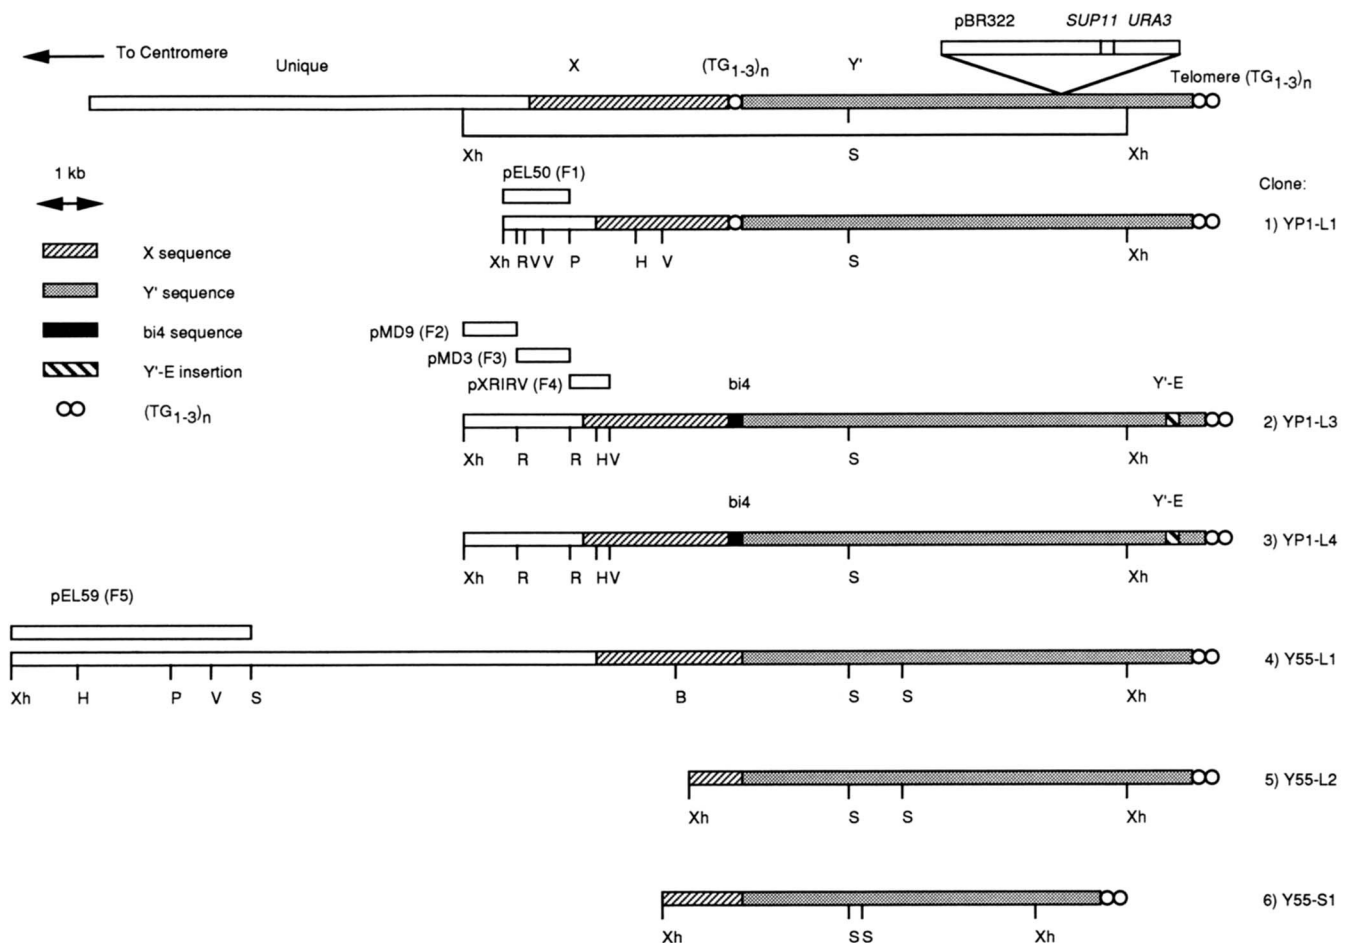 pBR322 SUP11 URA3
To Centromere
Unique X (TG1-3)n Y' Telomere (TG1-3)n
Xh S Xh
1 kb
pEL50 (F1)
Clone:
1) YP1-L1
X sequence
Xh R V V P H V S Xh
Y' sequence
bi4 sequence
pMD9 (F2)
pMD3 (F3)
Y'-E insertion
pXRIRV (F4) bi4 Y'-E
(TG1-3)n
2) YP1-L3
Xh R R H V S Xh
bi4 Y'-E
3) YP1-L4
Xh R R H V S Xh
pEL59 (F5)
4) Y55-L1
Xh H P V S B S S Xh
5) Y55-L2
Xh S S Xh
6) Y55-S1
Xh S S Xh